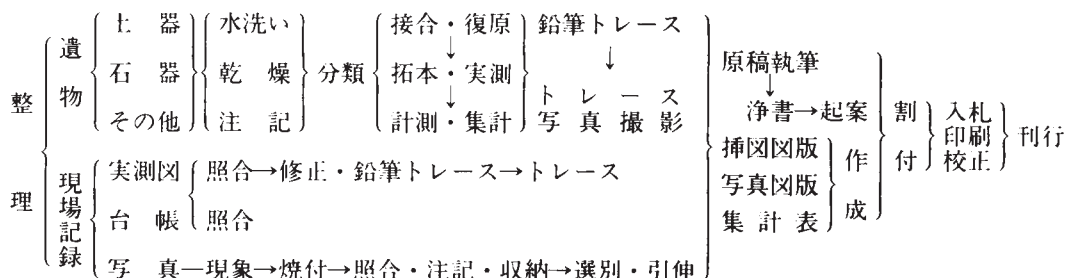 整理
遺物
土器
石器
その他
水洗い
乾燥
注記
分類
接合・復原
↓
拓本・実測
↓
計測・集計
鉛筆トレース
↓
トレース
写真撮影
現場記録
実測図
照合→修正・鉛筆トレース→トレース
台帳
照合
写真―現象→焼付→照合・注記・収納→選別・引伸
原稿執筆
↓
浄書→起案
挿図図版
写真図版
集計表
作成
割付
入札
印刷
校正
刊行